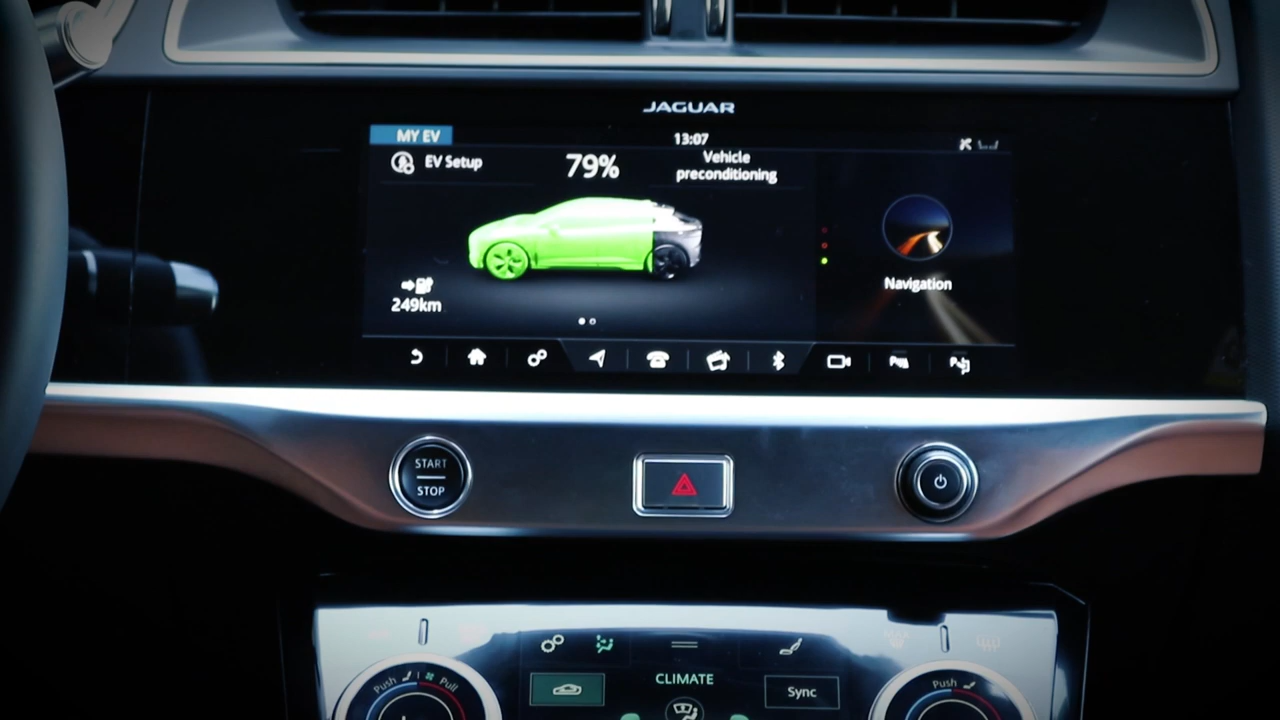 JAGUAR
MY EV
13:07
EV Setup
79%
Vehicle
preconditioning
249km
Navigation
START
STOP
Push
Pull
CLIMATE
Sync
Push